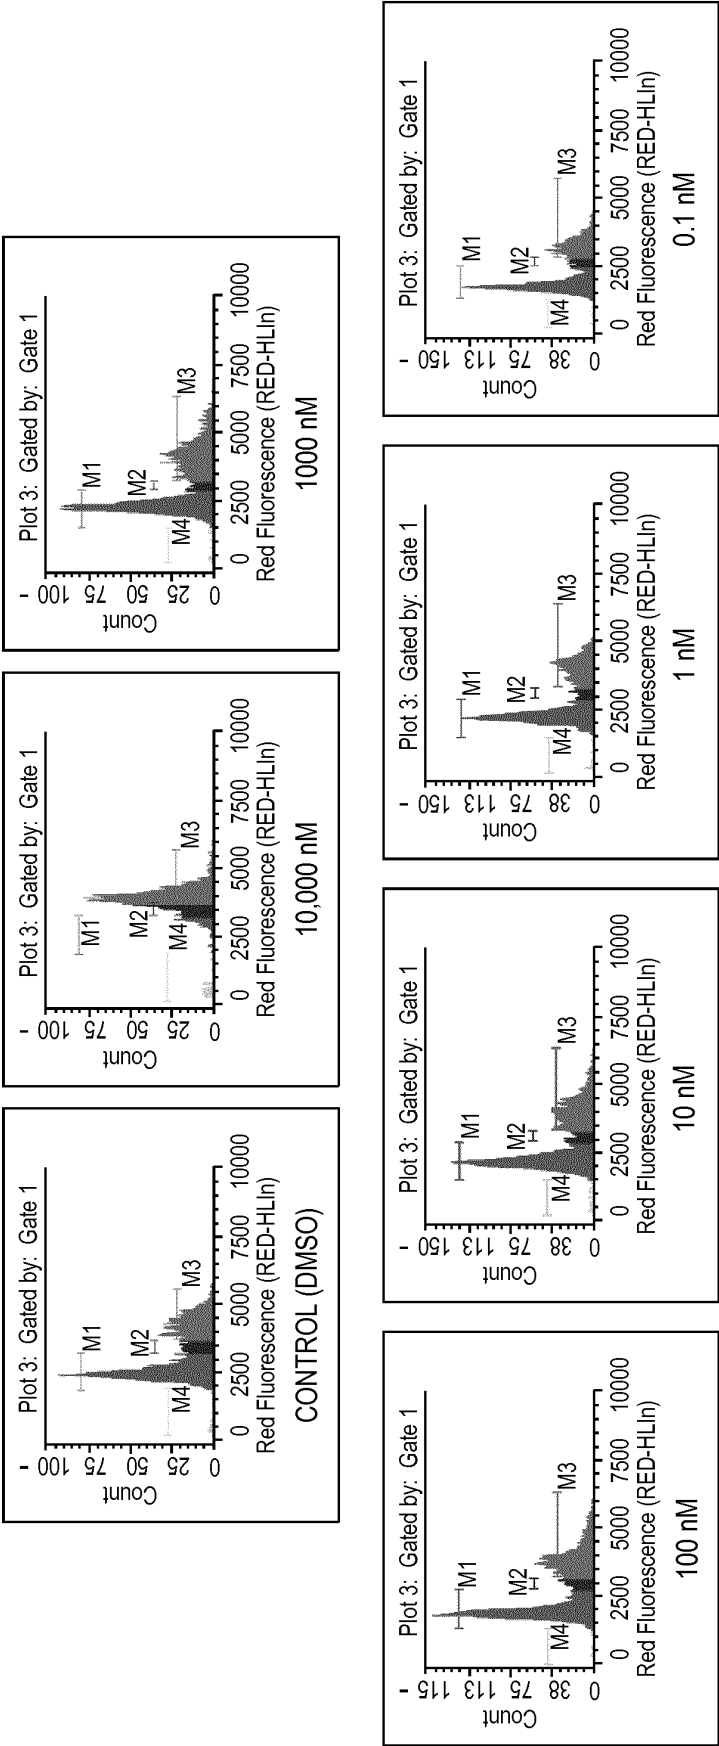 Plot 3: Gated by: Gate 1
-
100
75
50
25
0
Count
M1
M2
M3
M4
0 2500 5000 7500 10000
Red Fluorescence (RED-HLIn)
CONTROL (DMSO)
Plot 3: Gated by: Gate 1
-
100
75
50
25
0
Count
M1
M2
M3
M4
0 2500 5000 7500 10000
Red Fluorescence (RED-HLIn)
10,000 nM
Plot 3: Gated by: Gate 1
-
100
75
50
25
0
Count
M1
M2
M3
M4
0 2500 5000 7500 10000
Red Fluorescence (RED-HLIn)
1000 nM
Plot 3: Gated by: Gate 1
-
115
113
75
38
0
Count
M1
M2
M3
M4
0 2500 5000 7500 10000
Red Fluorescence (RED-HLIn)
100 nM
Plot 3: Gated by: Gate 1
-
150
113
75
38
0
Count
M1
M2
M3
M4
0 2500 5000 7500 10000
Red Fluorescence (RED-HLIn)
10 nM
Plot 3: Gated by: Gate 1
-
150
113
75
38
0
Count
M1
M2
M3
M4
0 2500 5000 7500 10000
Red Fluorescence (RED-HLIn)
1 nM
Plot 3: Gated by: Gate 1
-
150
113
75
38
0
Count
M1
M2
M3
M4
0 2500 5000 7500 10000
Red Fluorescence (RED-HLIn)
0.1 nM